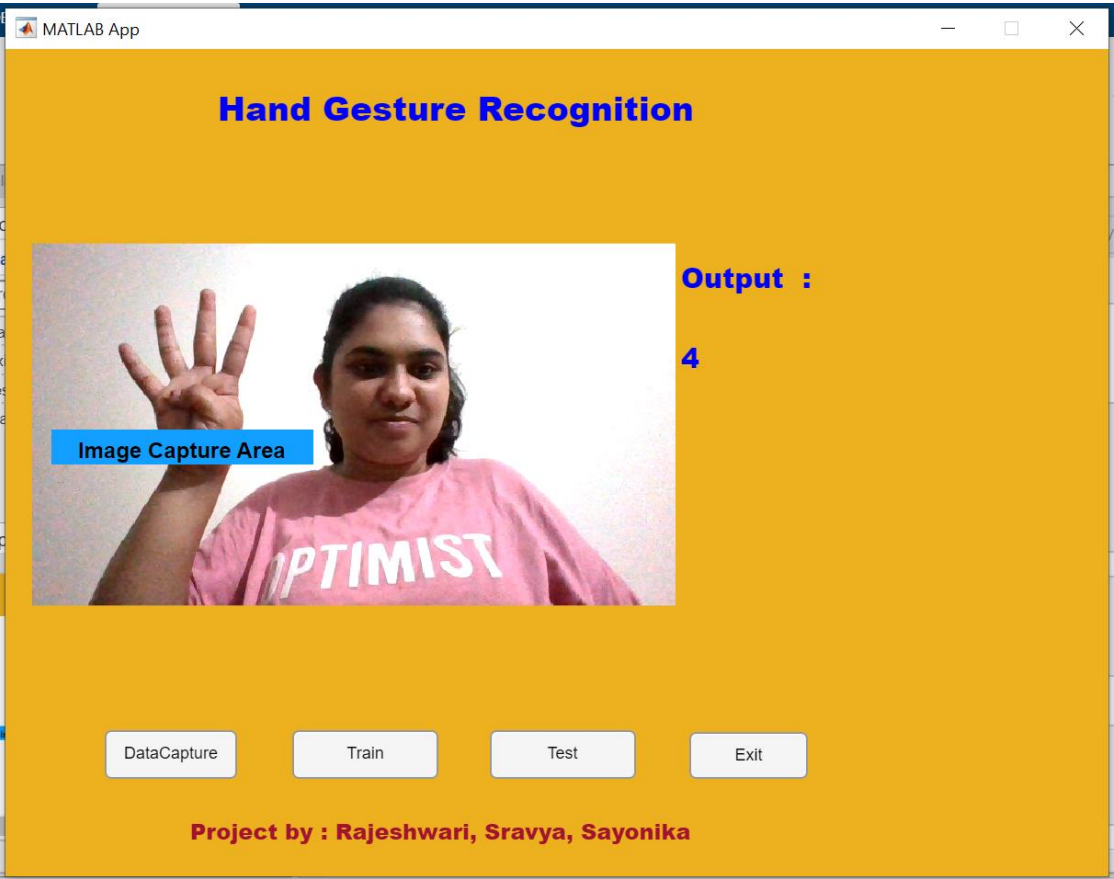 MATLAB App
Hand Gesture Recognition
Output :
4
Image Capture Area
OPTIMIST
DataCapture
Train
Test
Exit
Project by : Rajeshwari, Sravya, Sayonika